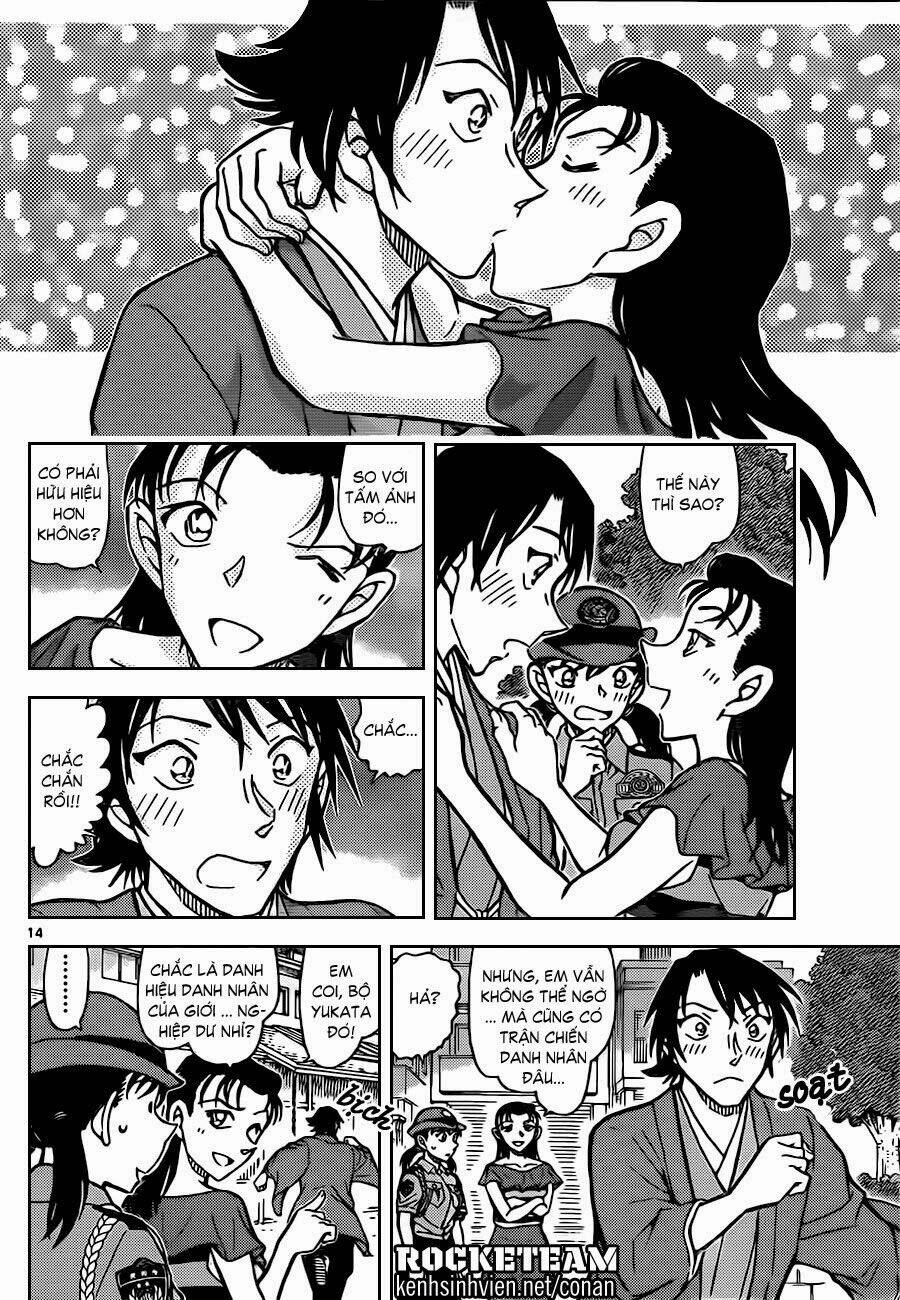 THẾ NÀY
THÌ SAO?
SO VỚI
TẤM ẢNH
ĐÓ...
CÓ PHẢI
HỮU HIỆU
HƠN
KHÔNG?
CHẮC...
CHẮC
CHẮN
RỒI!!
14
NHƯNG, EM VẪN
KHÔNG THỂ NGỜ
... MÀ CŨNG CÓ
TRẬN CHIẾN
DANH NHÂN
ĐÂU...
HẢ?
soạt
EM
COI, BỘ
YUKATA
ĐÓ!
CHẮC LÀ DANH
HIỆU DANH NHÂN
CỦA GIỚI
... NG-
HIỆP DƯ NHỈ?
........
bịch
ROCKETEAM
kenhsinhvien.net/conan